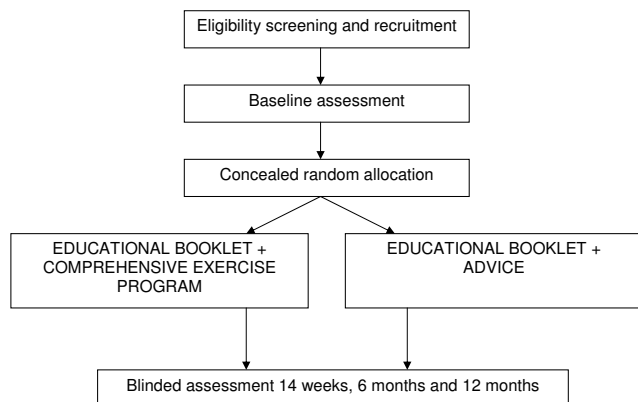 Eligibility screening and recruitment
Baseline assessment
Concealed random allocation
EDUCATIONAL BOOKLET +
COMPREHENSIVE EXERCISE
PROGRAM
EDUCATIONAL BOOKLET +
ADVICE
Blinded assessment 14 weeks, 6 months and 12 months